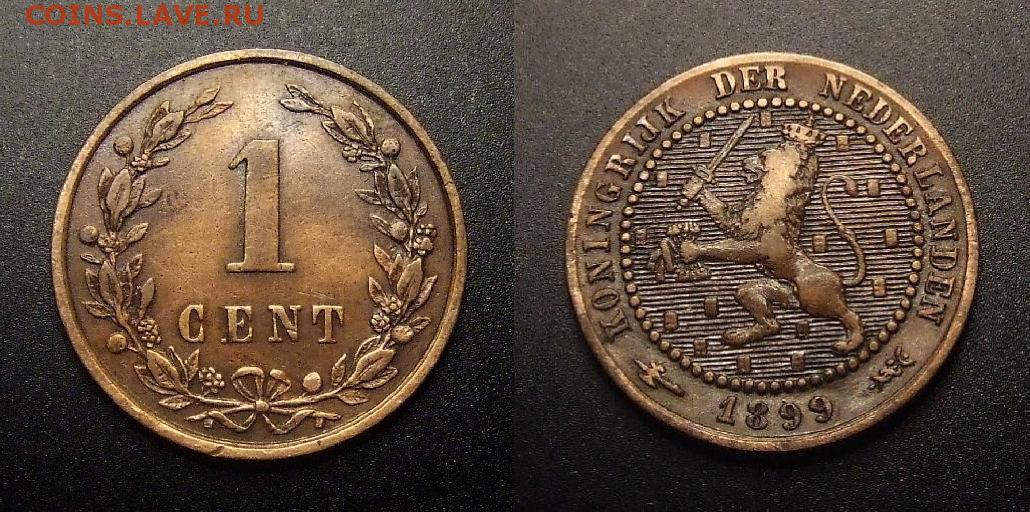 COINS.LAVE.RU
1
CENT
KONINGRIJK DER NEDERLANDEN
1899